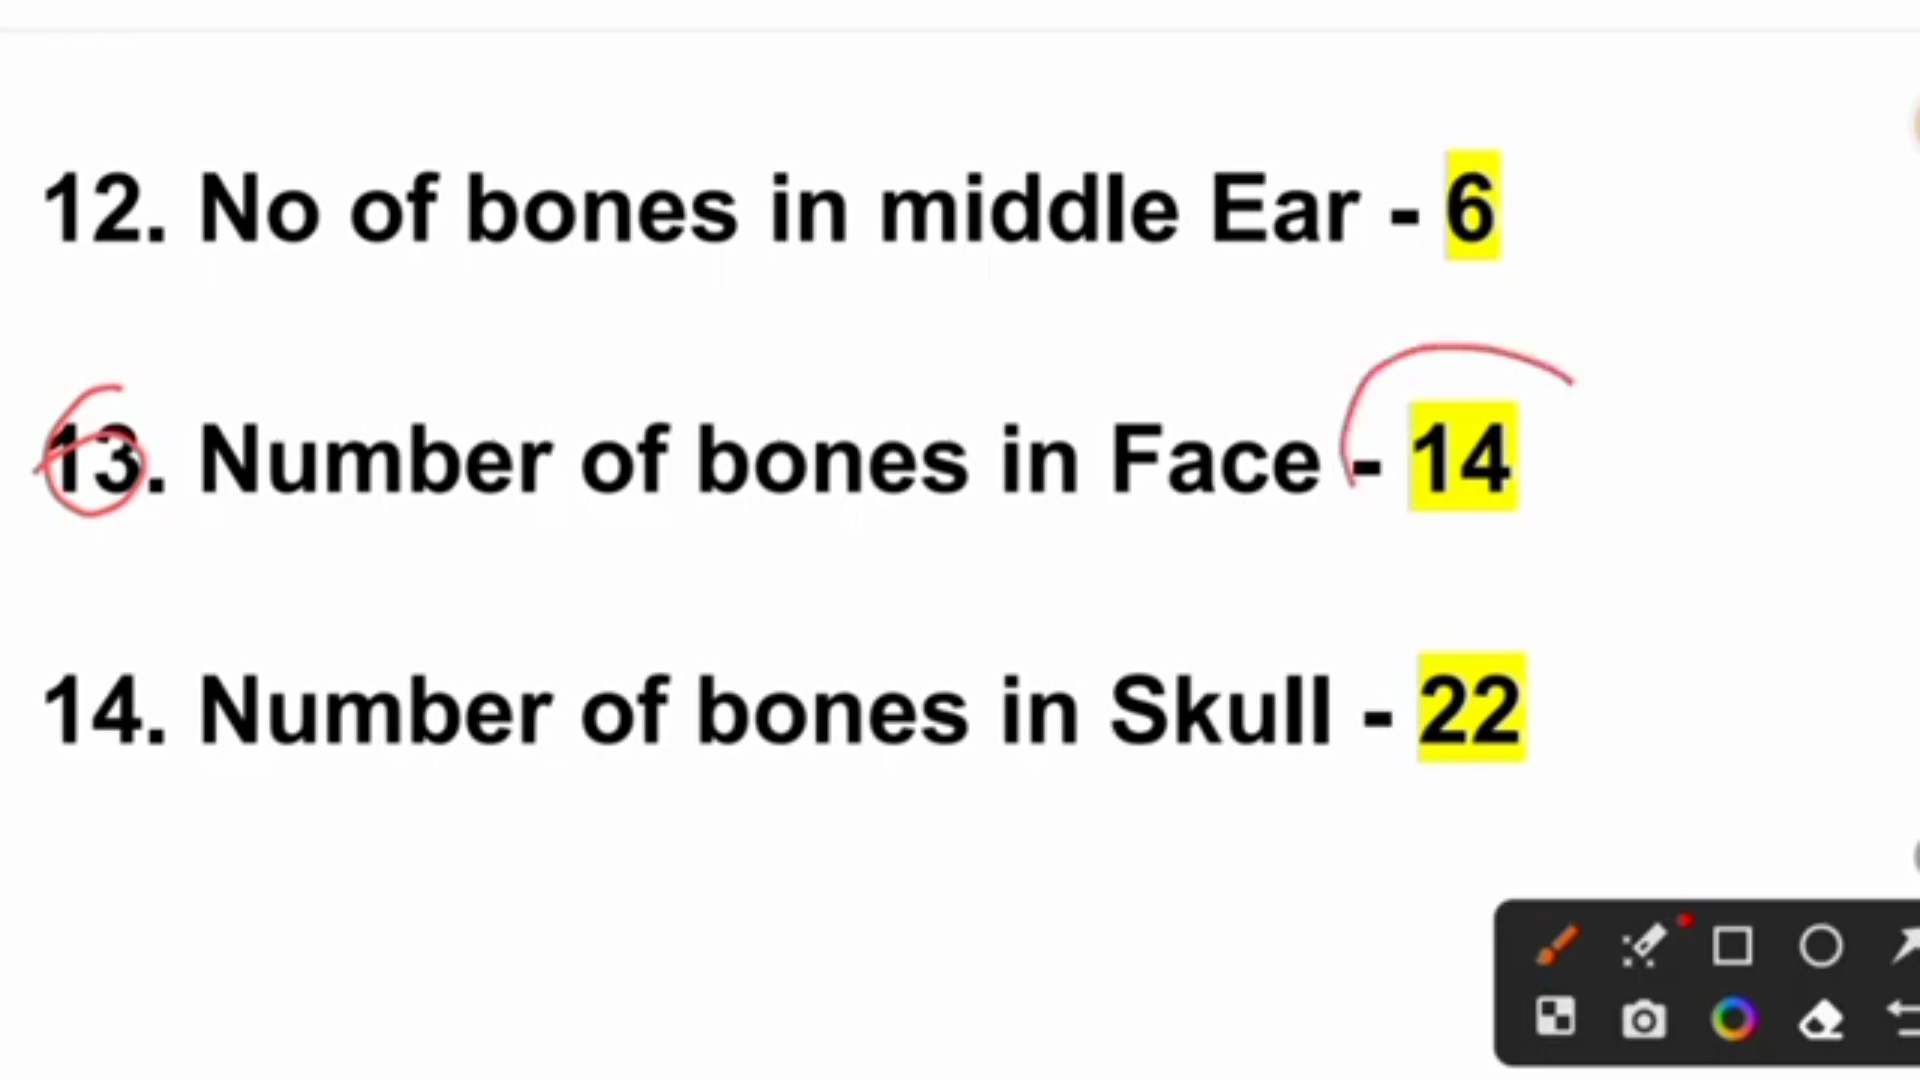 12. No of bones in middle Ear - 6
13. Number of bones in Face - 14
14. Number of bones in Skull - 22